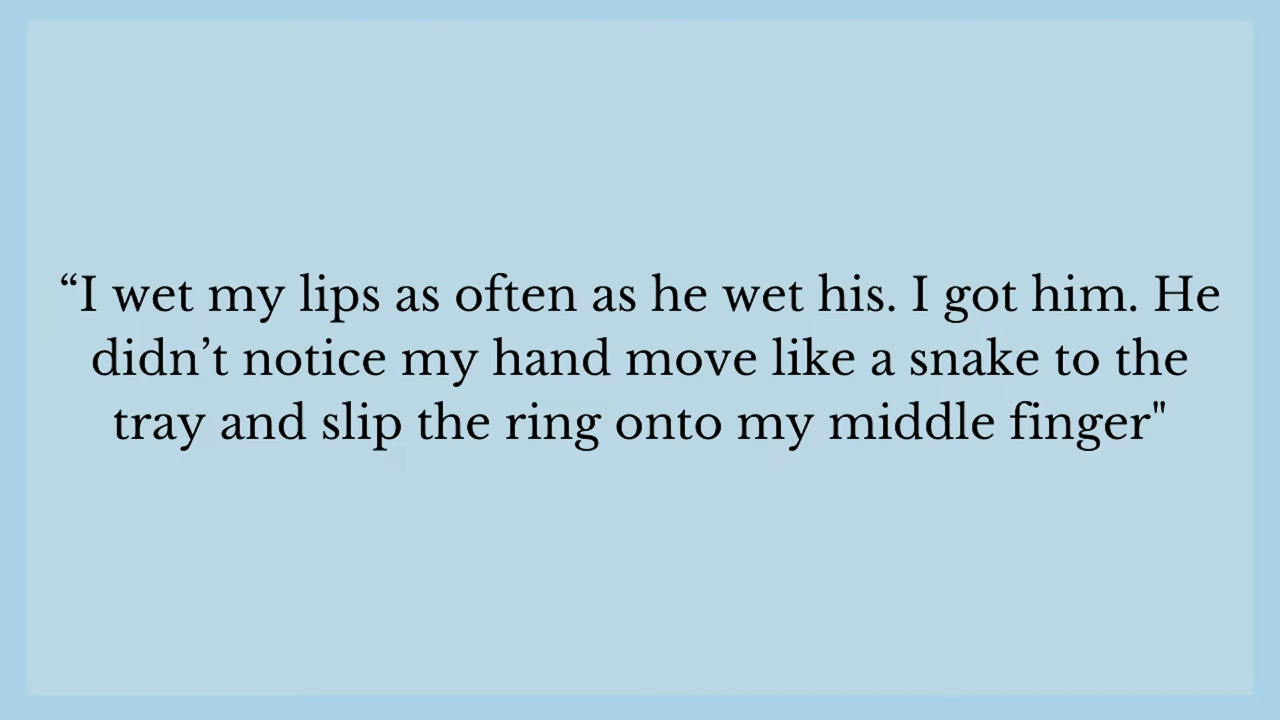 “I wet my lips as often as he wet his. I got him. He
didn’t notice my hand move like a snake to the
tray and slip the ring onto my middle finger"